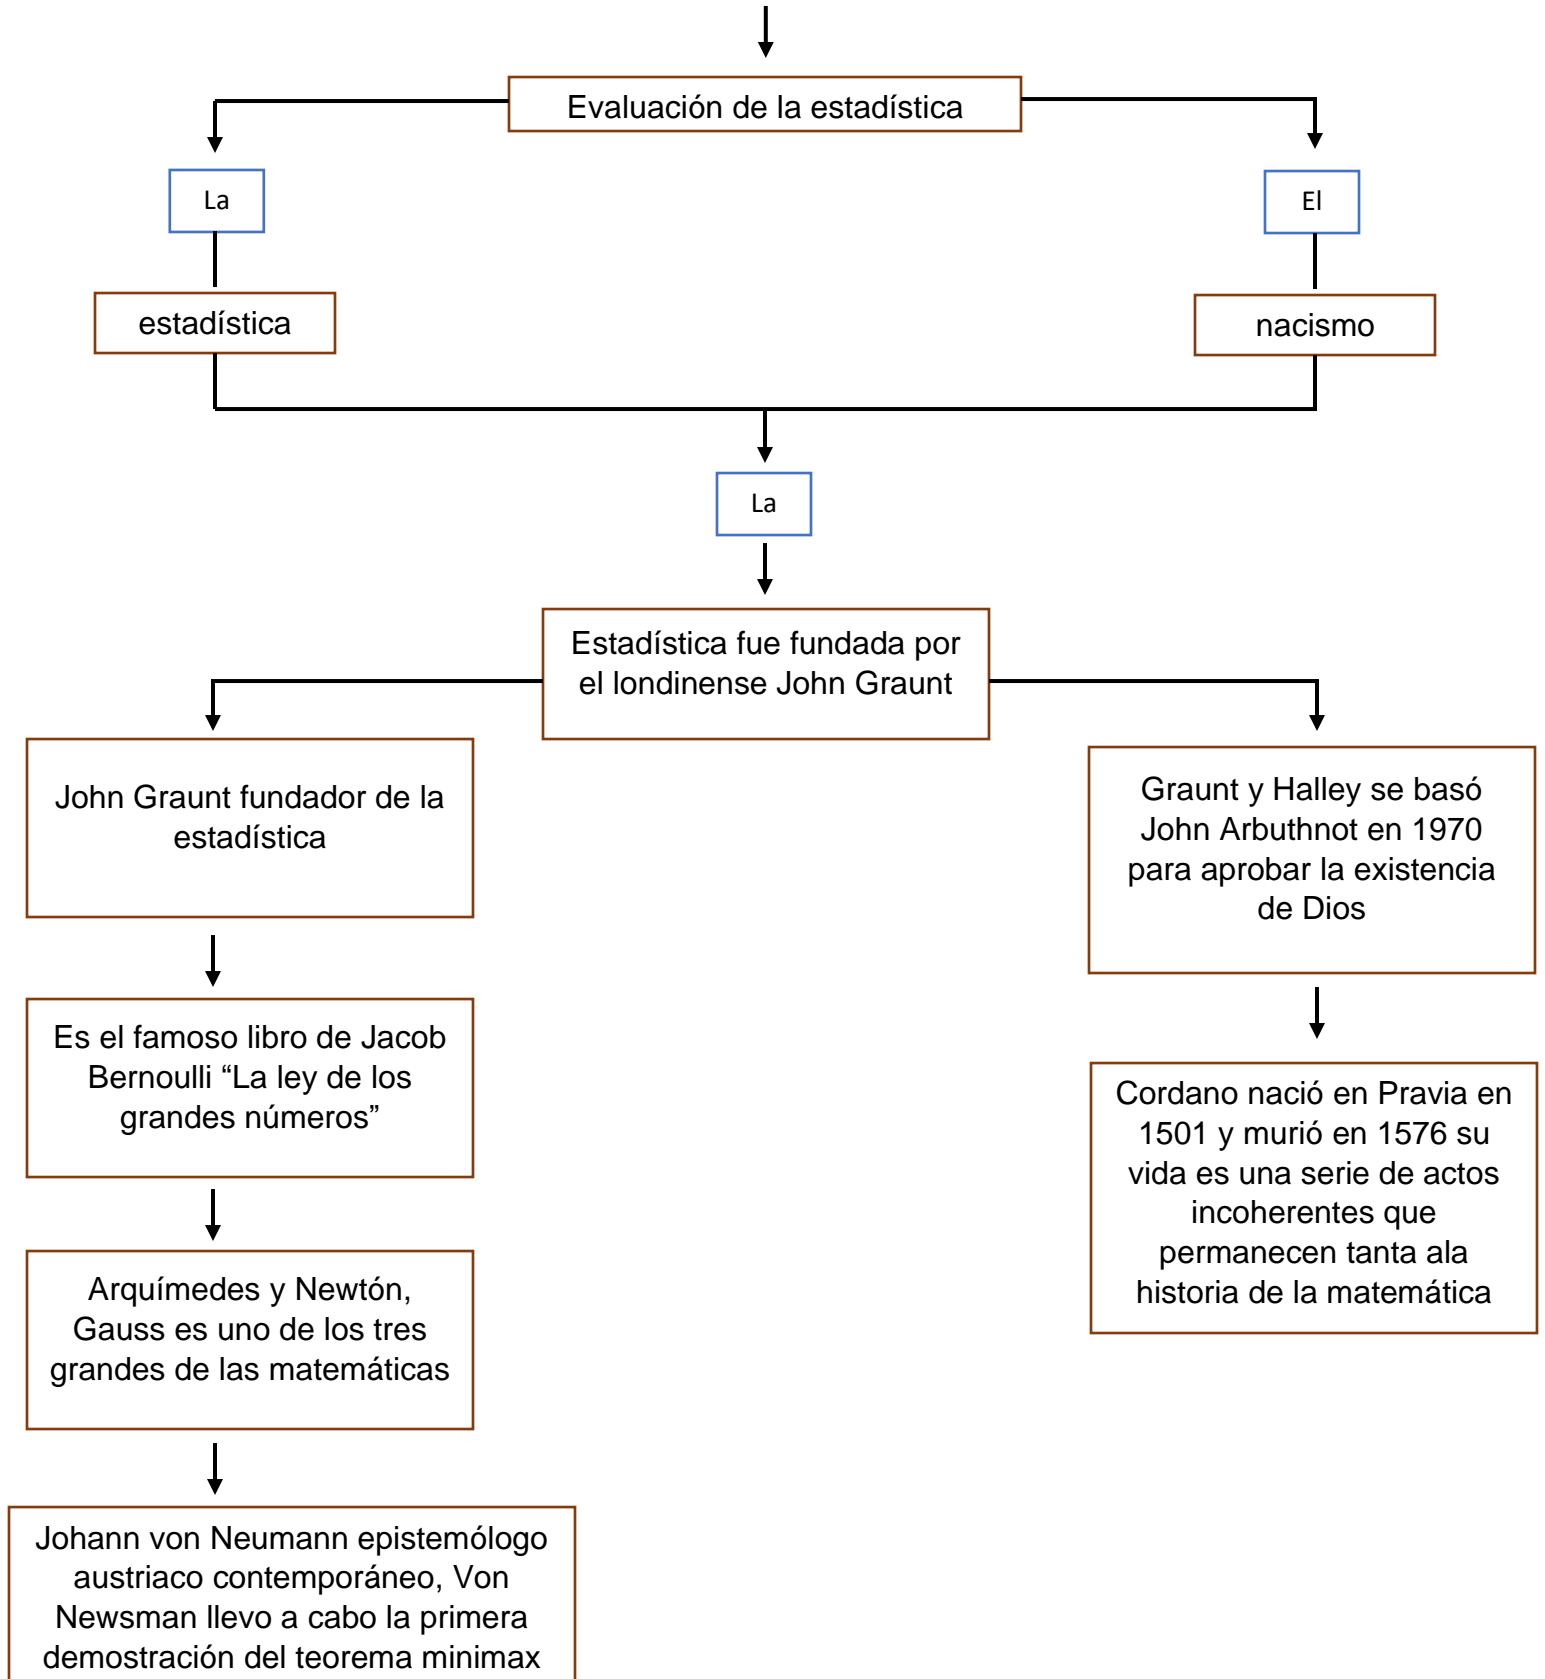 Evaluación de la estadística
La
El
estadística
nacismo
La
Estadística fue fundada por
el londinense John Graunt
John Graunt fundador de la
estadística
Graunt y Halley se basó
John Arbuthnot en 1970
para aprobar la existencia
de Dios
Es el famoso libro de Jacob
Bernoulli “La ley de los
grandes números”
Cordano nació en Pravia en
1501 y murió en 1576 su
vida es una serie de actos
incoherentes que
permanecen tanta ala
historia de la matemática
Arquímedes y Newtón,
Gauss es uno de los tres
grandes de las matemáticas
Johann von Neumann epistemólogo
austriaco contemporáneo, Von
Newsman llevo a cabo la primera
demostración del teorema minimax